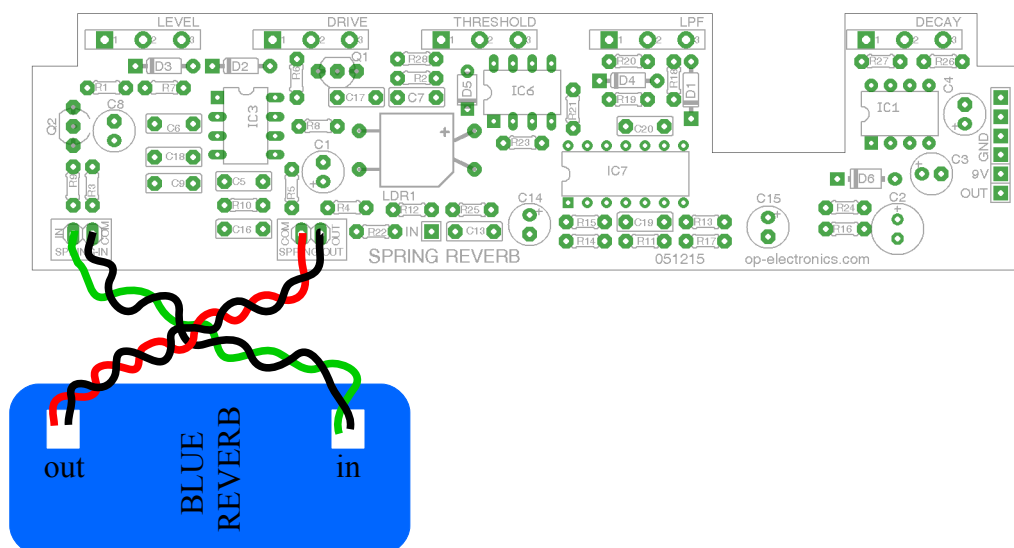 LEVEL DRIVE THRESHOLD LPF DECAY
1 2 3 1 2 3 1 2 3 1 2 3 1 2 3
D3 D2 R6 Q1 R28 R20 R18 R27 R26
R2 D5 IC6 D4 D1
R1 R7 C17 C7 R21 R19 C4
Q2 C8 C6 IC3 R8 + C20 IC1 +
R23 GND
C18 C1 IC7 C3
R9 R3 C9 C5 R5 + D6 + 9V
LDR1 C14 C15 C2 OUT
R10 R4 R12 R25 + R15 C19 R13 + R24 +
IN COM C16 COM OUT R22 IN C13 R14 R11 R17 R16
SPRING-IN SPRING-OUT SPRING REVERB 051215 op-electronics.com
out BLUE REVERB in